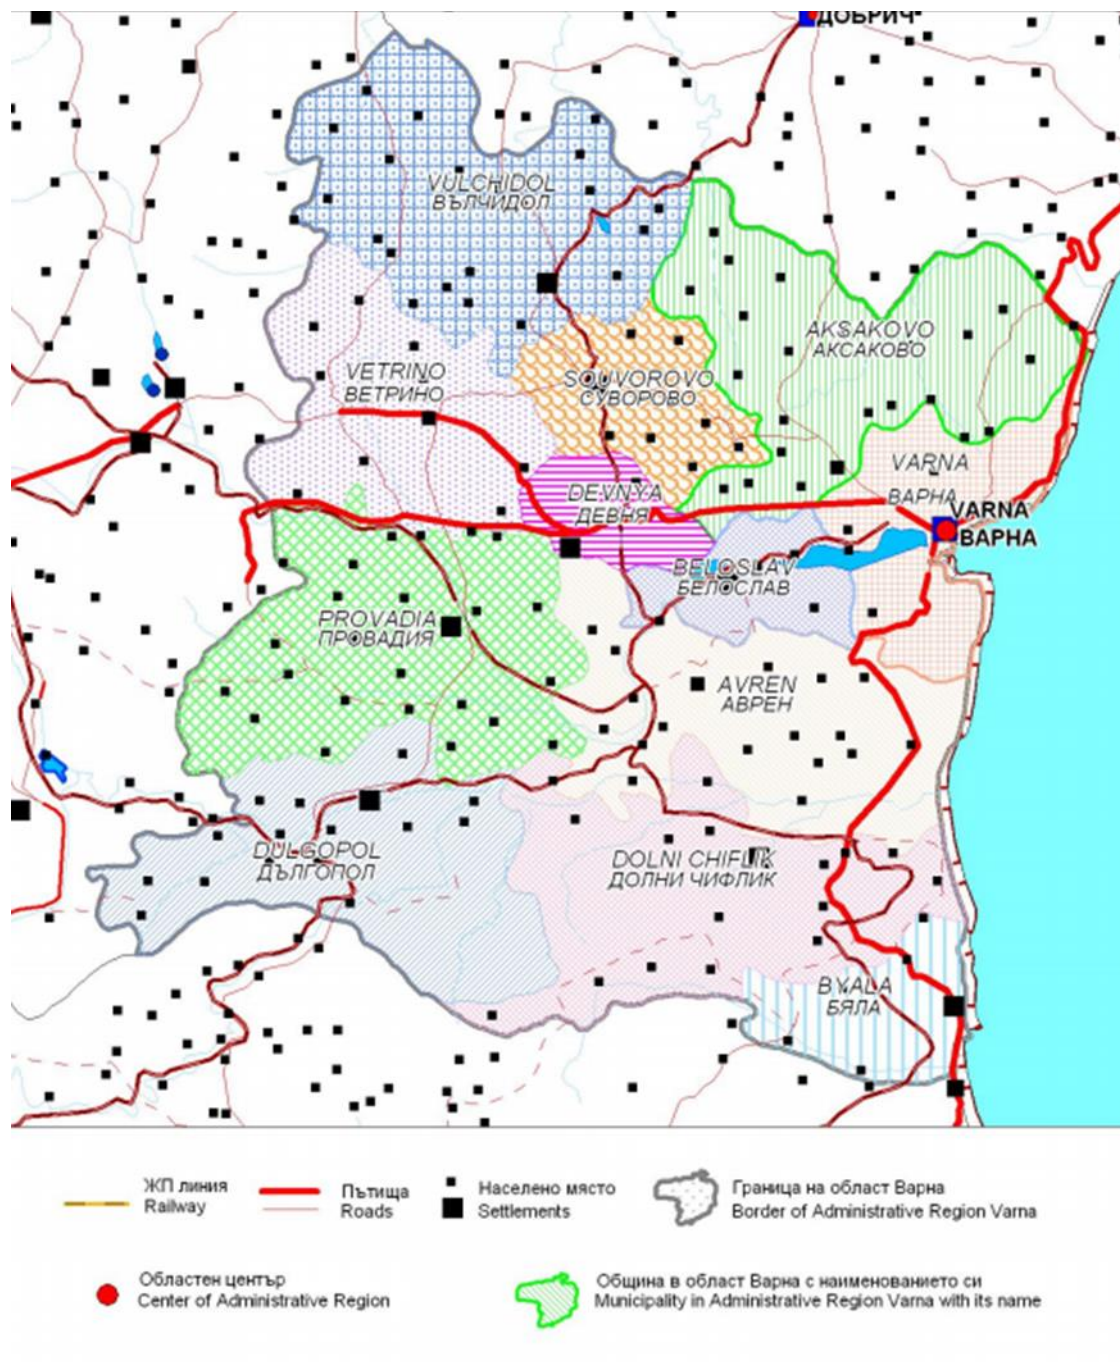 ДОБРИЧ
VULCHIDOL
ВЪЛЧИДОЛ
AKSAKOVO
АКСАКОВО
VETRINO
ВЕТРИНО
SOUVOROVO
СУВОРОВО
VARNA
ВАРНА
DEVNYA
ДЕВНЯ
VARNA
ВАРНА
BELOSLAV
БЕЛОСЛАВ
PROVADIA
ПРОВАДИЯ
AVREN
АВРЕН
DULGOPOL
ДЪЛГОПОЛ
DOLNI CHIFLIK
ДОЛНИ ЧИФЛИК
BYALA
БЯЛА
ЖП линия
Railway
Пътища
Roads
Населено място
Settlements
Граница на област Варна
Border of Administrative Region Varna
Областен център
Center of Administrative Region
Община в област Варна с наименованието си
Municipality in Administrative Region Varna with its name